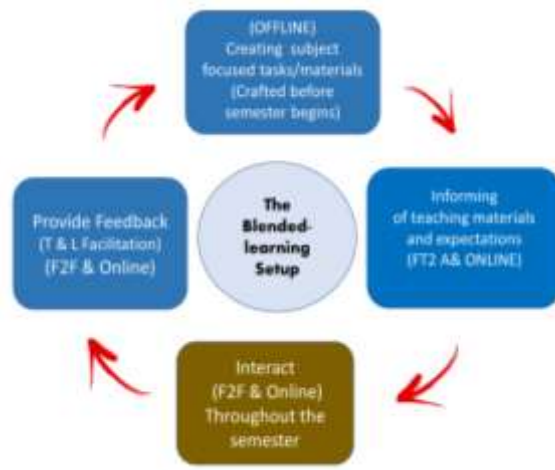 (OFFLINE)
Creating subject
focused tasks/materials
(Crafted before
semester begins)
Informing
of teaching materials
and expectations
(FT2 A& ONLINE)
Interact
(F2F & Online)
Throughout the
semester
Provide Feedback
(T & L Facilitation)
(F2F & Online)
The
Blended-
learning
Setup